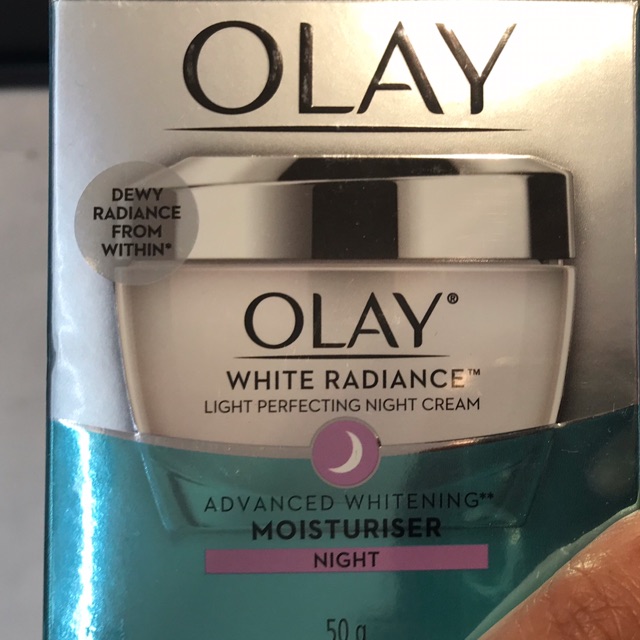 OLAY
DEWY
RADIANCE
FROM
WITHIN*
OLAY®
WHITE RADIANCE™
LIGHT PERFECTING NIGHT CREAM
ADVANCED WHITENING**
MOISTURISER
NIGHT
50 g